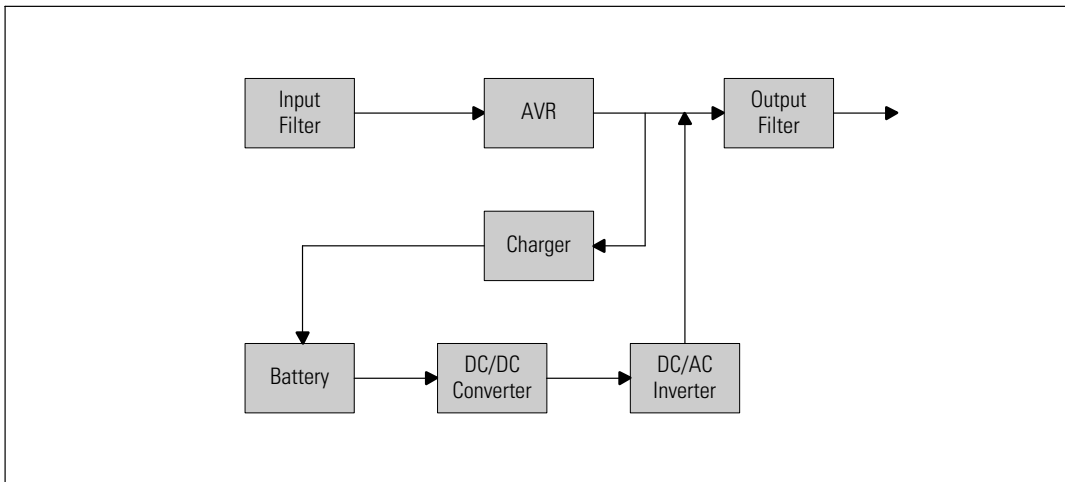 Input
Filter
AVR
Output
Filter
Charger
Battery
DC/DC
Converter
DC/AC
Inverter